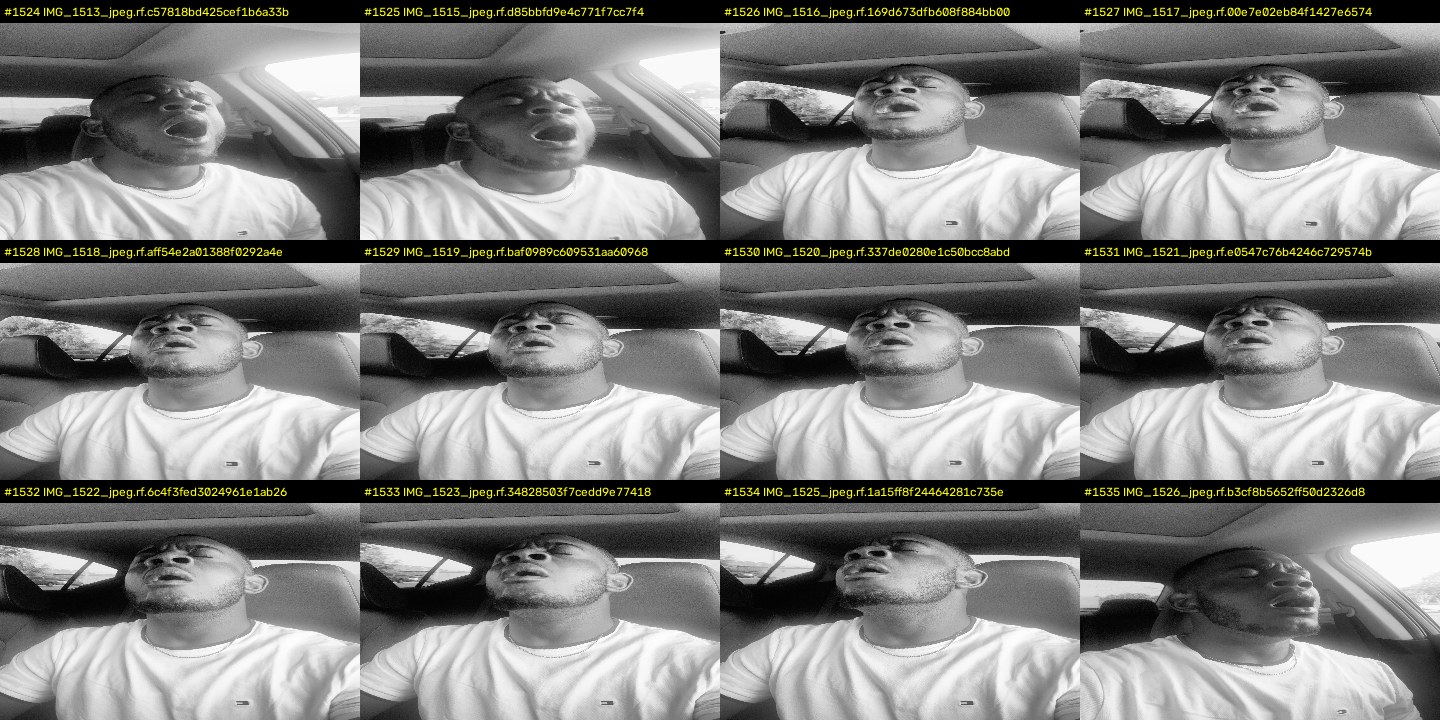 #1524 IMG_1513_jpeg.rf.c57818bd425cef1b6a33b
#1525 IMG_1515_jpeg.rf.d85bbfd9e4c771f7cc7f4
#1526 IMG_1516_jpeg.rf.169d673dfb608f884bb00
#1527 IMG_1517_jpeg.rf.00e7e02eb84f1427e6574
#1528 IMG_1518_jpeg.rf.aff54e2a01388f0292a4e
#1529 IMG_1519_jpeg.rf.baf0989c609531aa60968
#1530 IMG_1520_jpeg.rf.337de0280e1c50bcc8abd
#1531 IMG_1521_jpeg.rf.e0547c76b4246c729574b
#1532 IMG_1522_jpeg.rf.6c4f3fed3024961e1ab26
#1533 IMG_1523_jpeg.rf.34828503f7cedd9e77418
#1534 IMG_1525_jpeg.rf.1a15ff8f24464281c735e
#1535 IMG_1526_jpeg.rf.b3cf8b5652ff50d2326d8